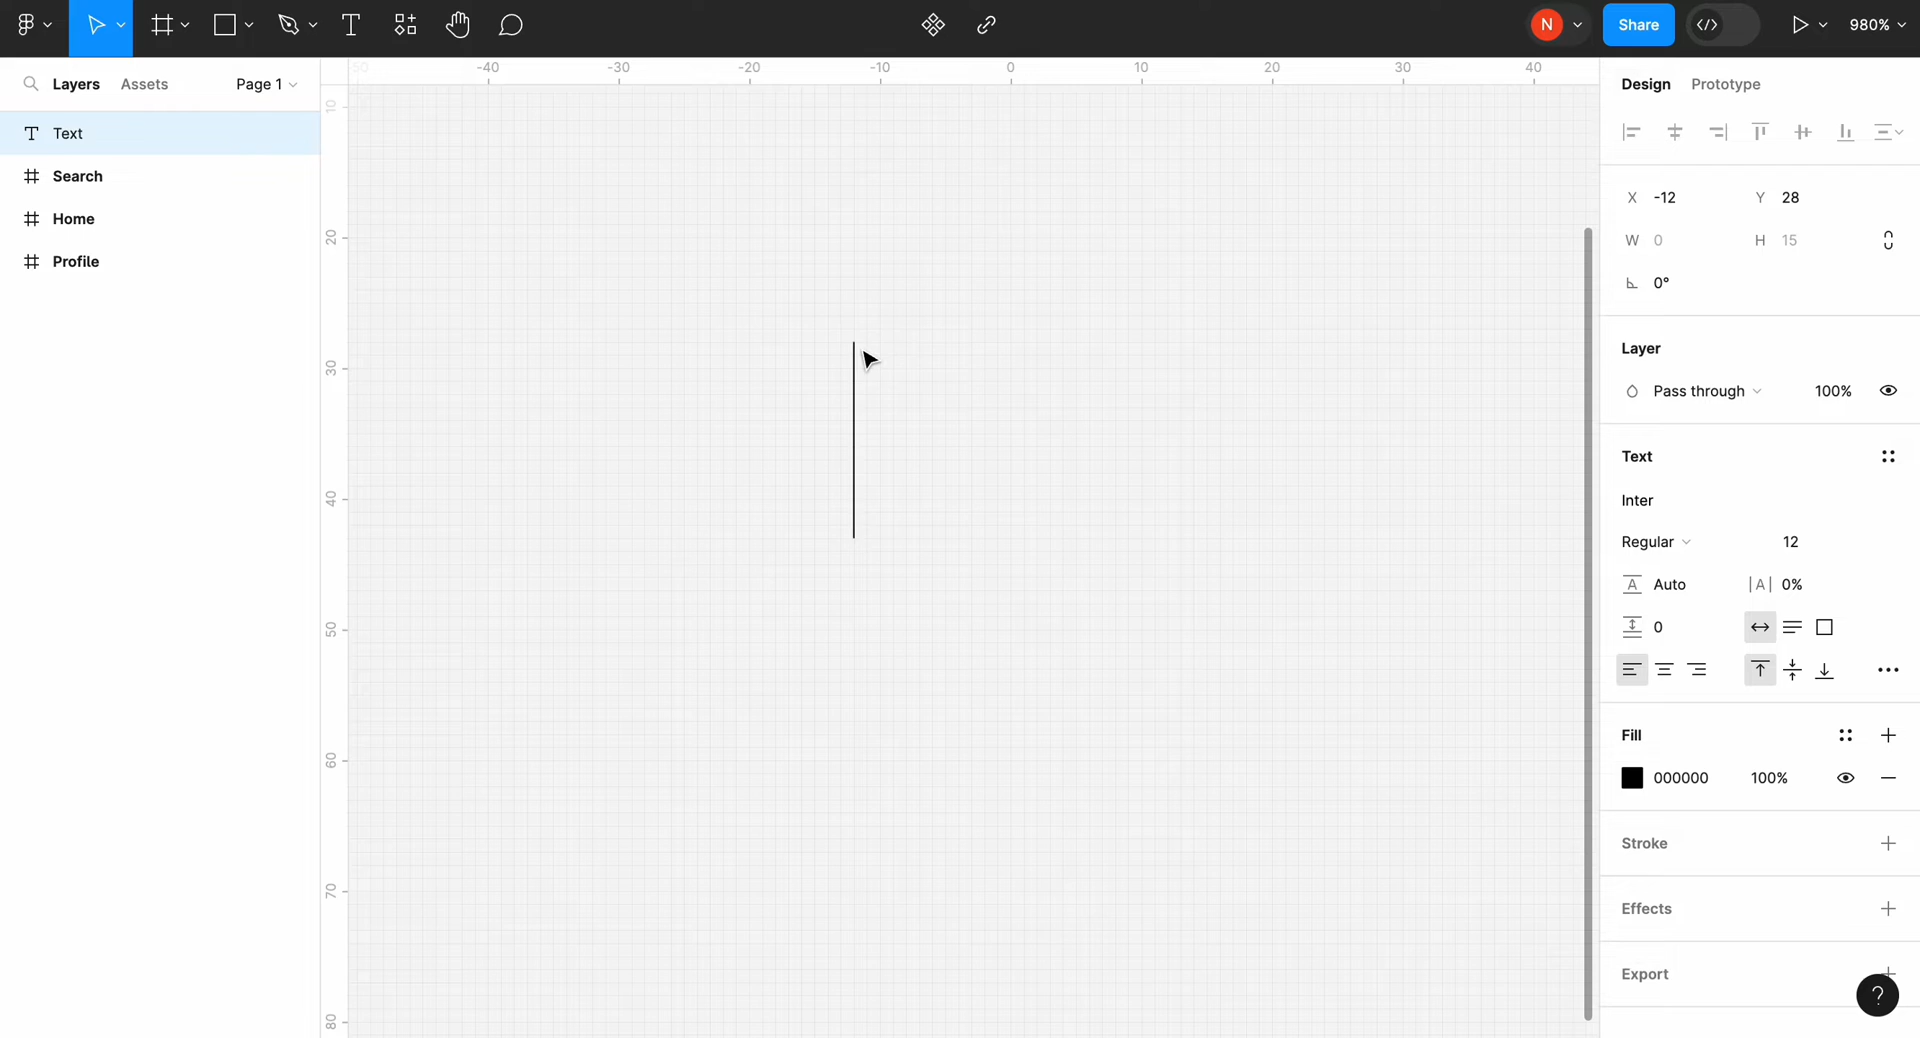 N
Share
980%
Layers
Assets
Page 1
Design
Prototype
-50
-40
-30
-20
-10
0
10
20
30
40
10
20
30
40
50
60
70
80
Text
Search
Home
Profile
X -12
Y 28
W 0
H 15
0°
Layer
Pass through
100%
Text
Inter
Regular
12
A Auto
|A| 0%
0
Fill
000000
100%
Stroke
Effects
Export
?